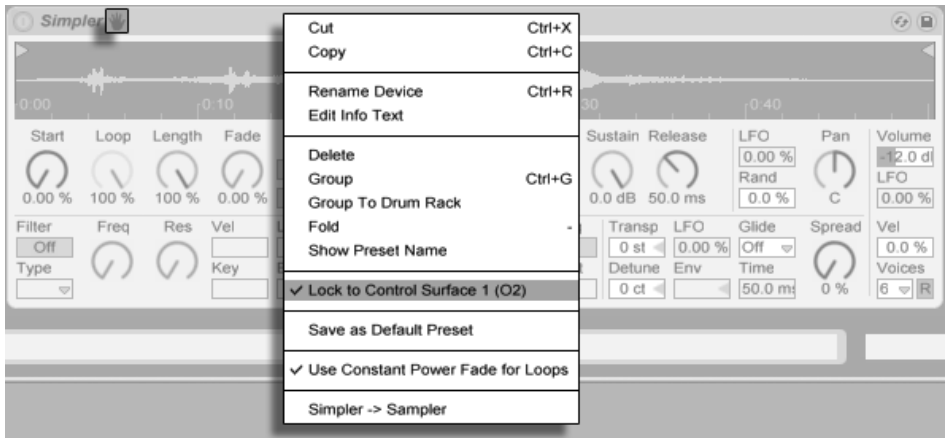 Simpler
Cut Ctrl+X
Copy Ctrl+C
Rename Device Ctrl+R
Edit Info Text
Delete
Group Ctrl+G
Group To Drum Rack
Fold -
Show Preset Name
✓ Lock to Control Surface 1 (O2)
Save as Default Preset
✓ Use Constant Power Fade for Loops
Simpler -> Sampler
0:00 0:10 30 0:40
Start Loop Length Fade Sustain Release LFO Pan Volume
0.00 % -12.0 d
Rand LFO
0.00 % 100 % 100 % 0.00 % 0.0 dB 50.0 ms 0.0 % C 0.00 %
Filter Freq Res Vel Transp LFO Glide Spread Vel
Off 0 st 0.00 % Off 0.0 %
Type Key Detune Env Time Voices
0 ct 50.0 m 0 % 6 R